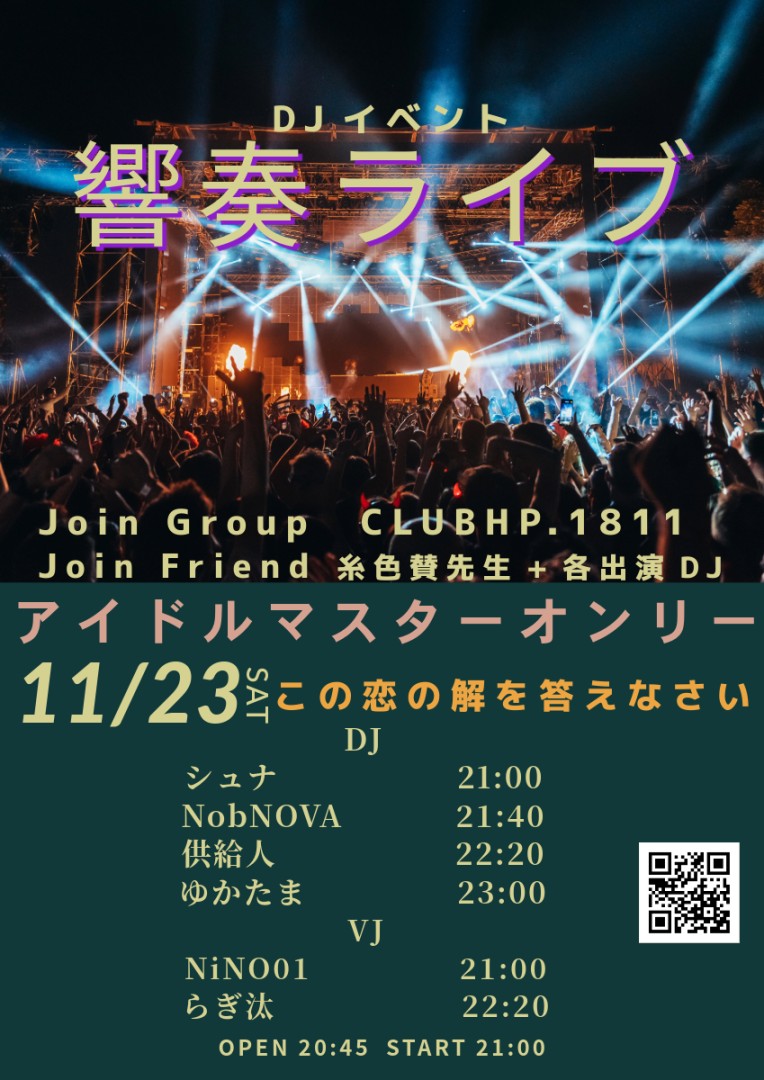 DJイベント
響奏ライブ
Join Group CLUBHP.1811
Join Friend 糸色賛先生+各出演DJ
アイドルマスターオンリー
11/23 SAT この恋の解を答えなさい
DJ
シュナ 21:00
NobNOVA 21:40
供給人 22:20
ゆかたま 23:00
VJ
NiNO01 21:00
らぎ汰 22:20
OPEN 20:45 START 21:00